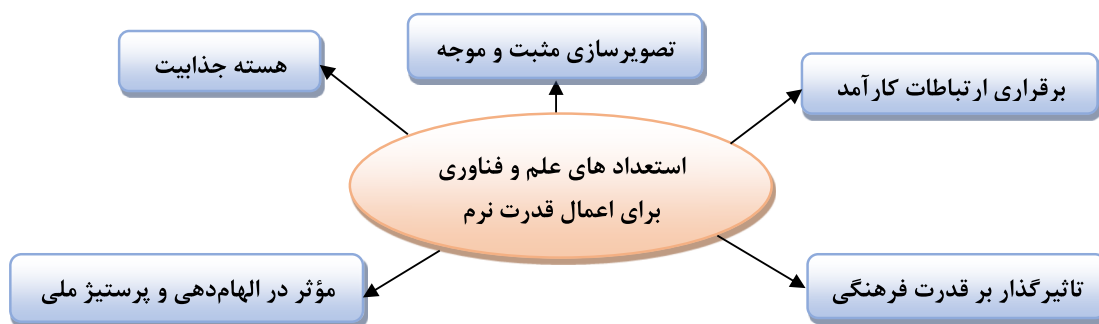 تصویرسازی مثبت و موجه
برقراری ارتباطات کارآمد
هسته جذابیت
استعداد های علم و فناوری
برای اعمال قدرت نرم
تاثیرگذار بر قدرت فرهنگی
مؤثر در الهام‌دهی و پرستیژ ملی